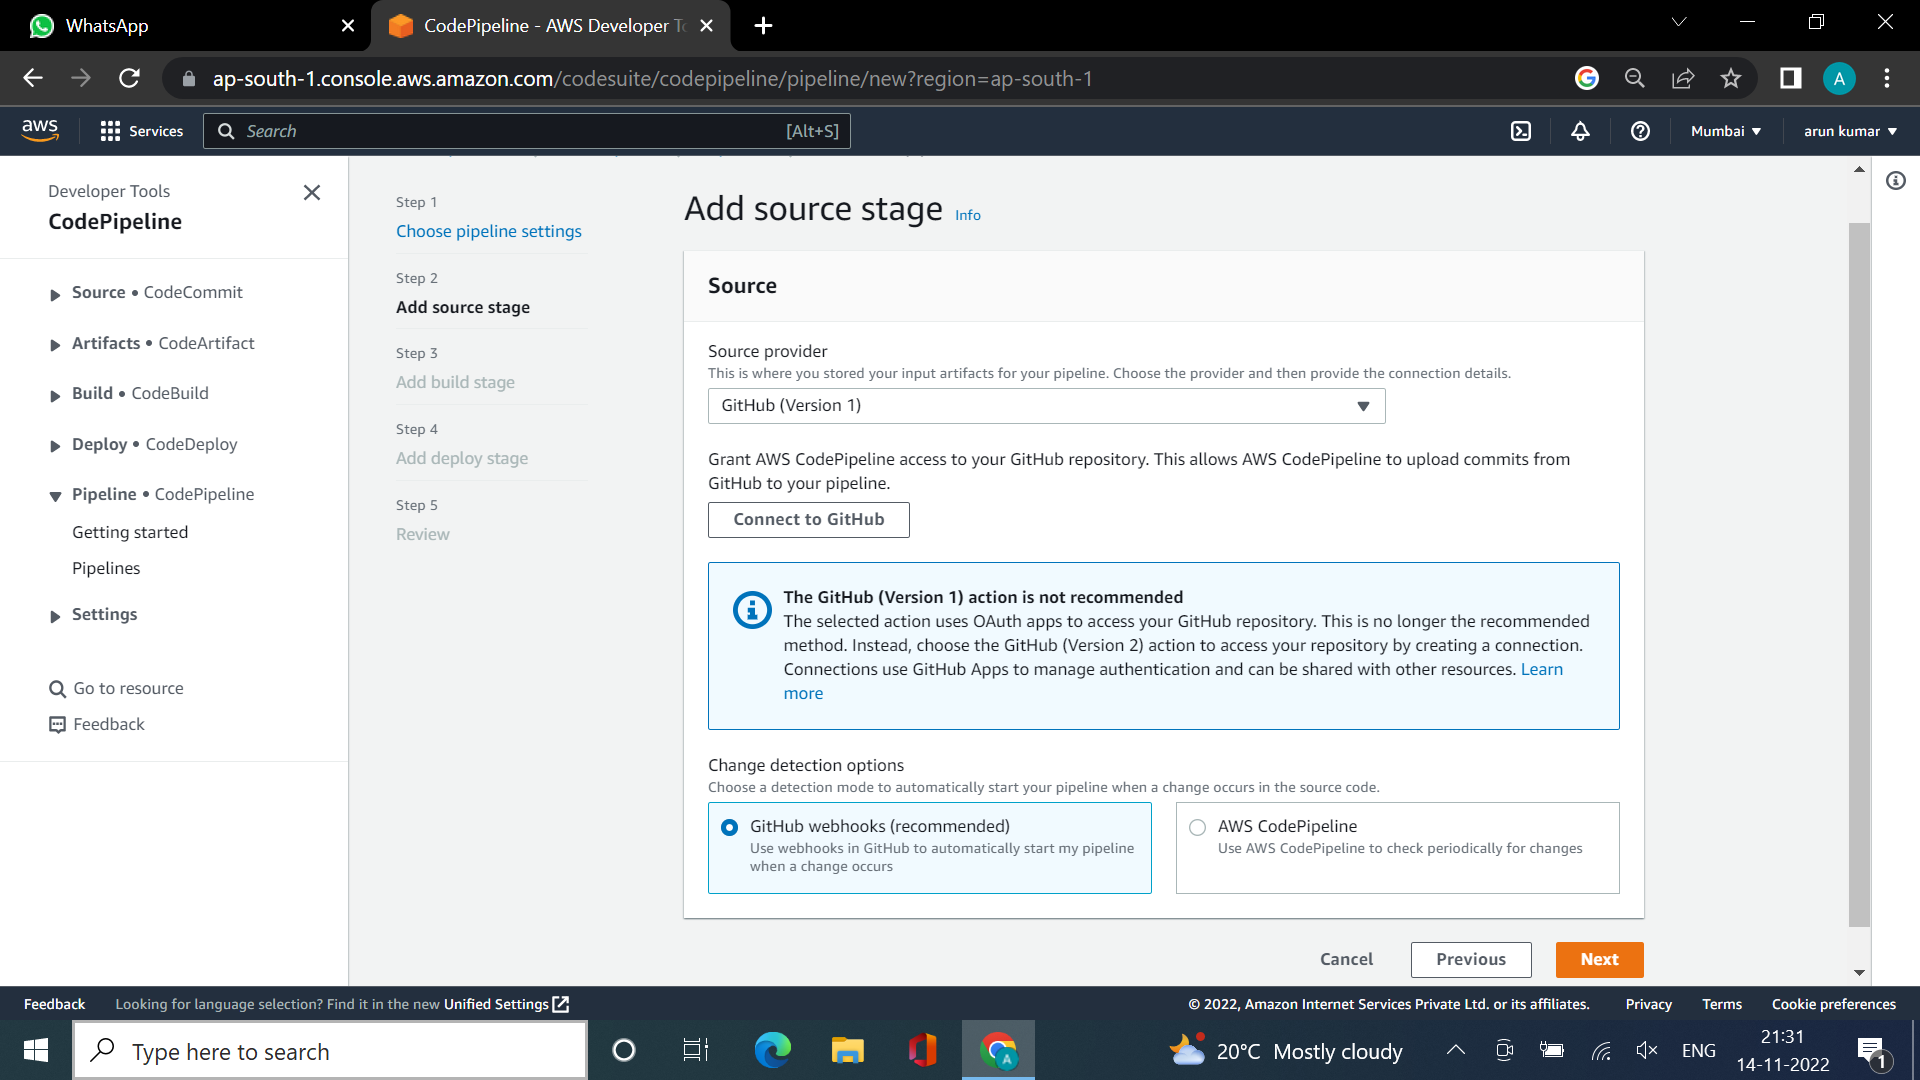 WhatsApp
CodePipeline - AWS Developer To
ap-south-1.console.aws.amazon.com/codesuite/codepipeline/pipeline/new?region=ap-south-1
A
aws
Services
Search
[Alt+S]
Mumbai
arun kumar
Developer Tools
CodePipeline
Source • CodeCommit
Artifacts • CodeArtifact
Build • CodeBuild
Deploy • CodeDeploy
Pipeline • CodePipeline
Getting started
Pipelines
Settings
Go to resource
Feedback
Step 1
Choose pipeline settings
Step 2
Add source stage
Step 3
Add build stage
Step 4
Add deploy stage
Step 5
Review
Add source stage Info
Source
Source provider
This is where you stored your input artifacts for your pipeline. Choose the provider and then provide the connection details.
GitHub (Version 1)
Grant AWS CodePipeline access to your GitHub repository. This allows AWS CodePipeline to upload commits from
GitHub to your pipeline.
Connect to GitHub
The GitHub (Version 1) action is not recommended
The selected action uses OAuth apps to access your GitHub repository. This is no longer the recommended
method. Instead, choose the GitHub (Version 2) action to access your repository by creating a connection.
Connections use GitHub Apps to manage authentication and can be shared with other resources. Learn
more
Change detection options
Choose a detection mode to automatically start your pipeline when a change occurs in the source code.
GitHub webhooks (recommended)
Use webhooks in GitHub to automatically start my pipeline
when a change occurs
AWS CodePipeline
Use AWS CodePipeline to check periodically for changes
Cancel
Previous
Next
Feedback
Looking for language selection? Find it in the new Unified Settings
© 2022, Amazon Internet Services Private Ltd. or its affiliates.
Privacy
Terms
Cookie preferences
Type here to search
A
20°C Mostly cloudy
ENG
21:31
14-11-2022
1